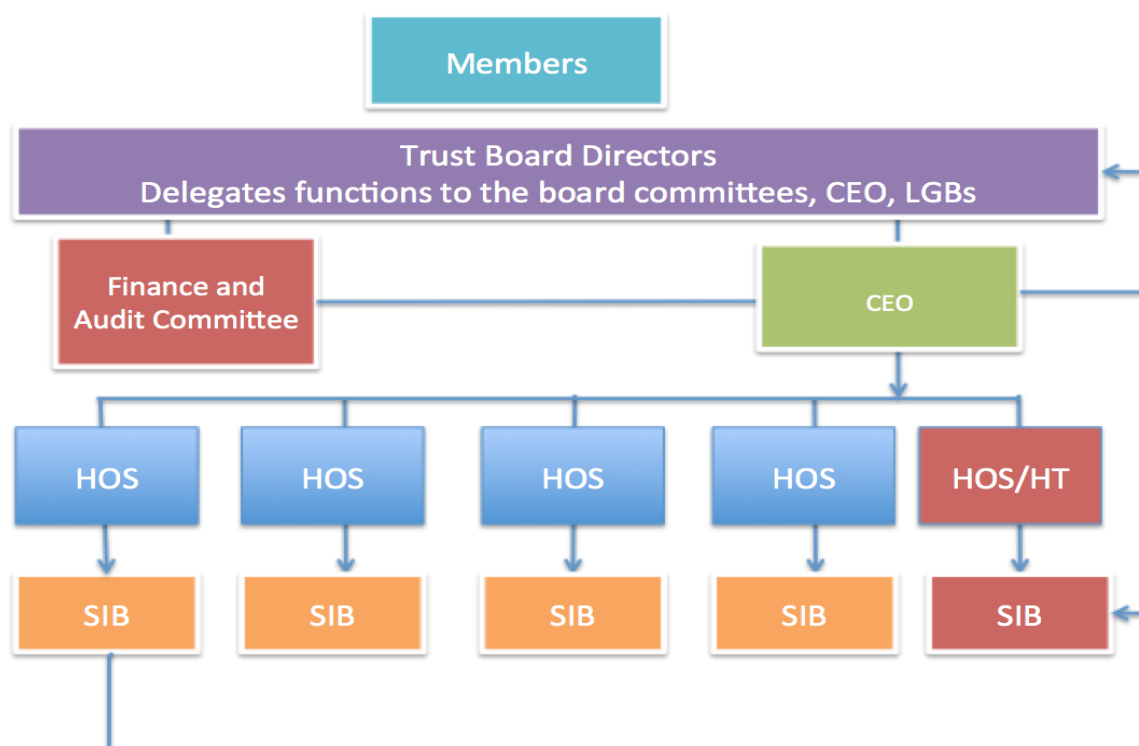 Members
Trust Board Directors
Delegates functions to the board committees, CEO, LGBs
Finance and
Audit Committee
CEO
HOS
HOS
HOS
HOS
HOS/HT
SIB
SIB
SIB
SIB
SIB